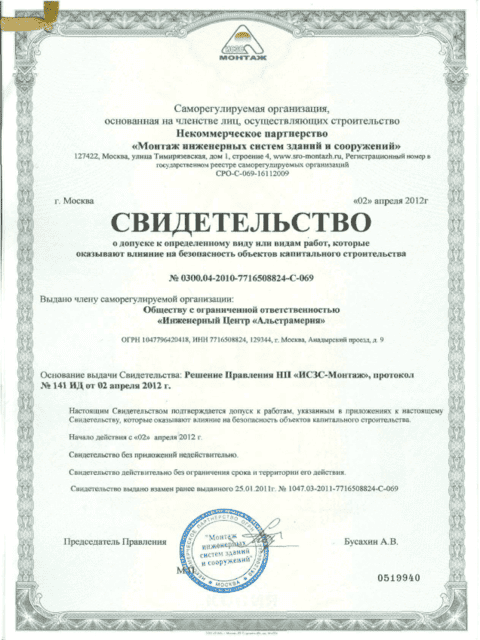 ИСЗС
МОНТАЖ
Саморегулируемая организация,
основанная на членстве лиц, осуществляющих строительство
Некоммерческое партнерство
«Монтаж инженерных систем зданий и сооружений»
127422, Москва, улица Тимирязевская, дом 1, строение 4, www.sro-montazh.ru, Регистрационный номер в
государственном реестре саморегулируемых организаций
СРО-С-069-16112009
г. Москва «02» апреля 2012г
СВИДЕТЕЛЬСТВО
о допуске к определенному виду или видам работ, которые
оказывают влияние на безопасность объектов капитального строительства
№ 0300.04-2010-7716508824-С-069
Выдано члену саморегулируемой организации:
Обществу с ограниченной ответственностью
«Инженерный Центр «Альстрамерия»
ОГРН 1047796420418, ИНН 7716508824, 129344, г. Москва, Анадырский проезд, д. 9
Основание выдачи Свидетельства: Решение Правления НП «ИСЗС-Монтаж», протокол
№ 141 ИД от 02 апреля 2012 г.
Настоящим Свидетельством подтверждается допуск к работам, указанным в приложениях к настоящему
Свидетельству, которые оказывают влияние на безопасность объектов капитального строительства.
Начало действия с «02» апреля 2012 г.
Свидетельство без приложений недействительно.
Свидетельство действительно без ограничения срока и территории его действия.
Свидетельство выдано взамен ранее выданного 25.01.2011г. № 1047.03-2011-7716508824-С-069
Председатель Правления Бусахин А.В.
"Монтаж
инженерных
систем зданий
и сооружений"
МОСКВА
М.П.
0519940